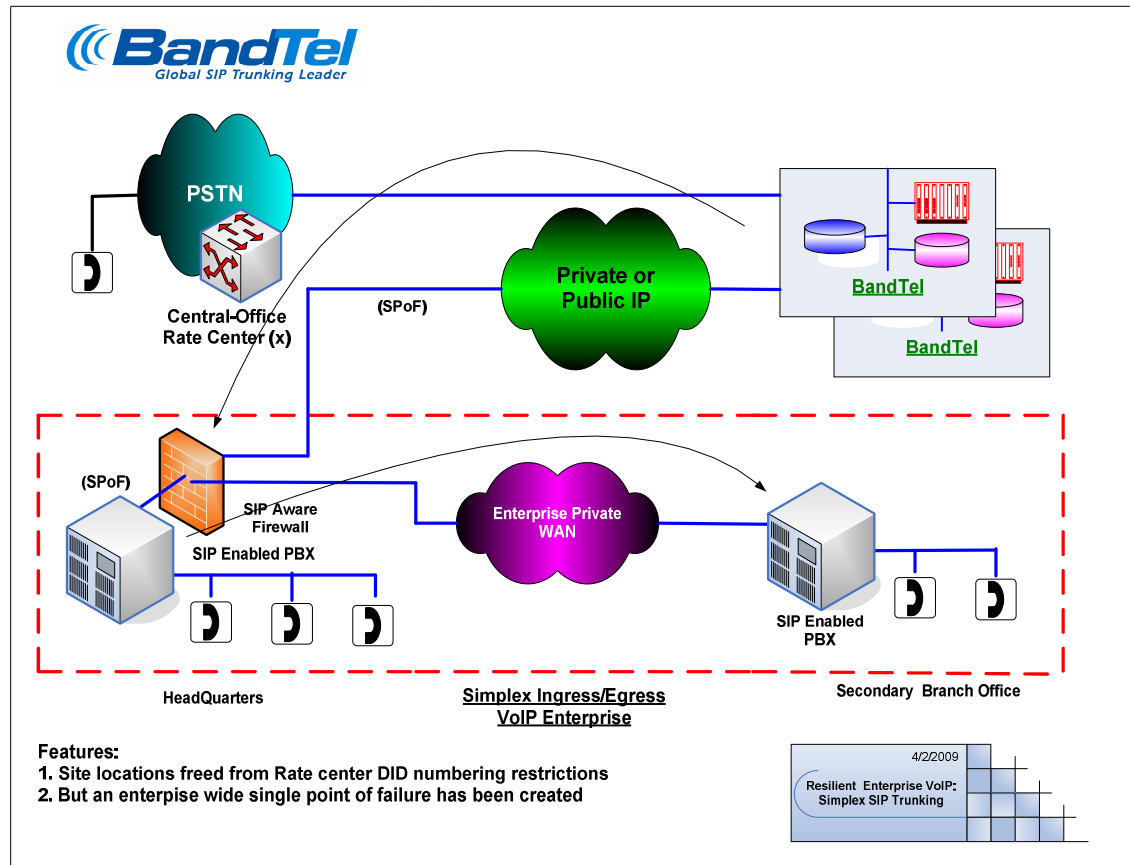 BandTel
Global SIP Trunking Leader
PSTN
Central-Office
Rate Center (x)
(SPoF)
Private or
Public IP
BandTel
BandTel
(SPoF)
SIP Aware
Firewall
SIP Enabled PBX
Enterprise Private
WAN
SIP Enabled
PBX
HeadQuarters
Simplex Ingress/Egress
VoIP Enterprise
Secondary Branch Office
Features:
1. Site locations freed from Rate center DID numbering restrictions
2. But an enterpise wide single point of failure has been created
4/2/2009
Resilient Enterprise VoIP:
Simplex SIP Trunking